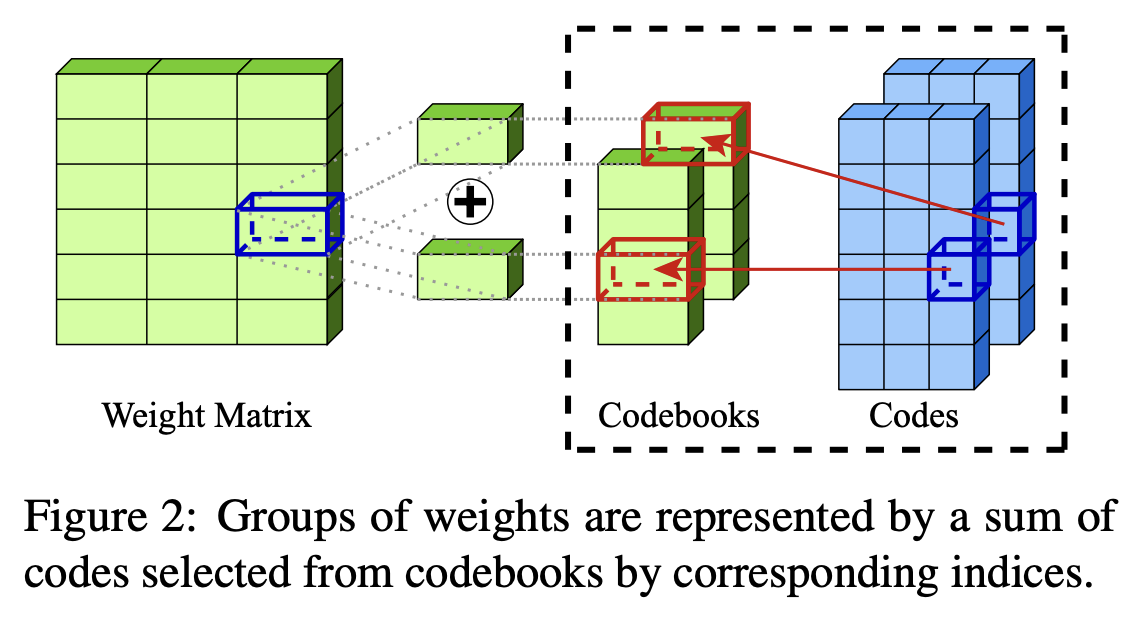 Weight Matrix
Codebooks
Codes
Figure 2: Groups of weights are represented by a sum of
codes selected from codebooks by corresponding indices.